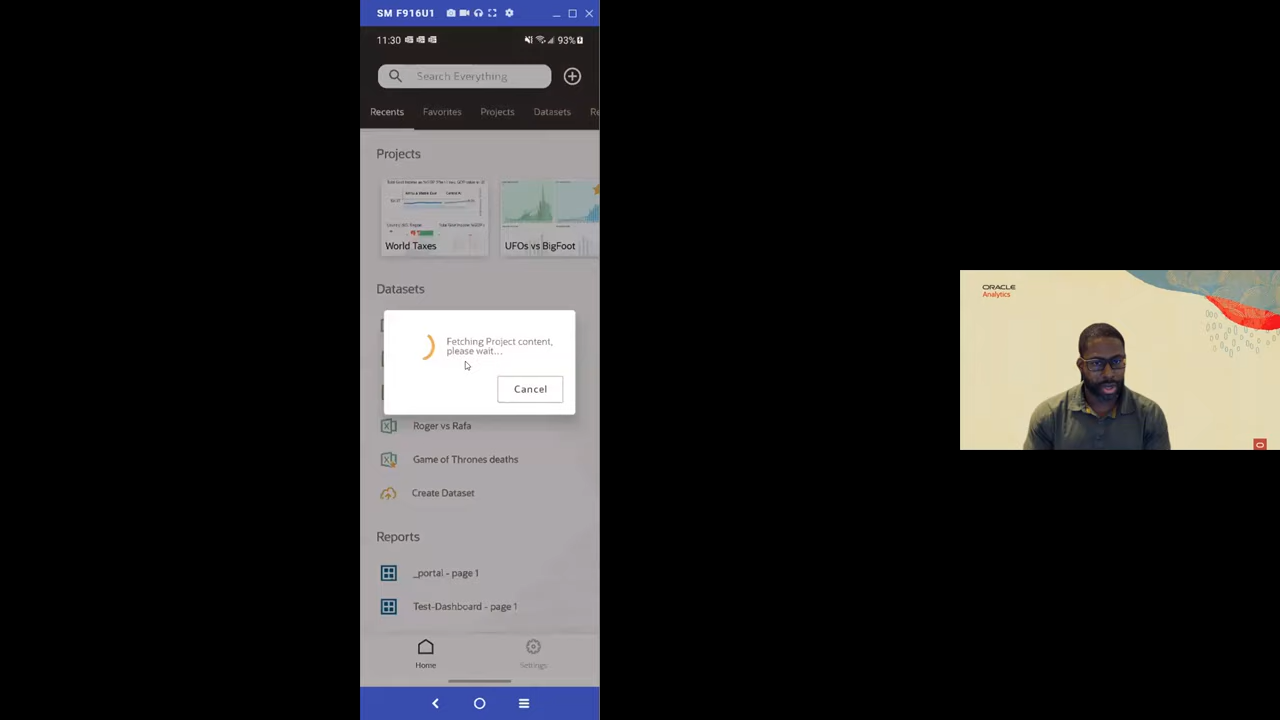 SM F916U1
11:30
93%
Search Everything
Recents Favorites Projects Datasets Re
Projects
World Taxes
UFOs vs BigFoot
Datasets
Fetching Project content,
please wait...
Cancel
Roger vs Rafa
Game of Thrones deaths
Create Dataset
Reports
_portal - page 1
Test-Dashboard - page 1
Home
Settings
ORACLE
Analytics